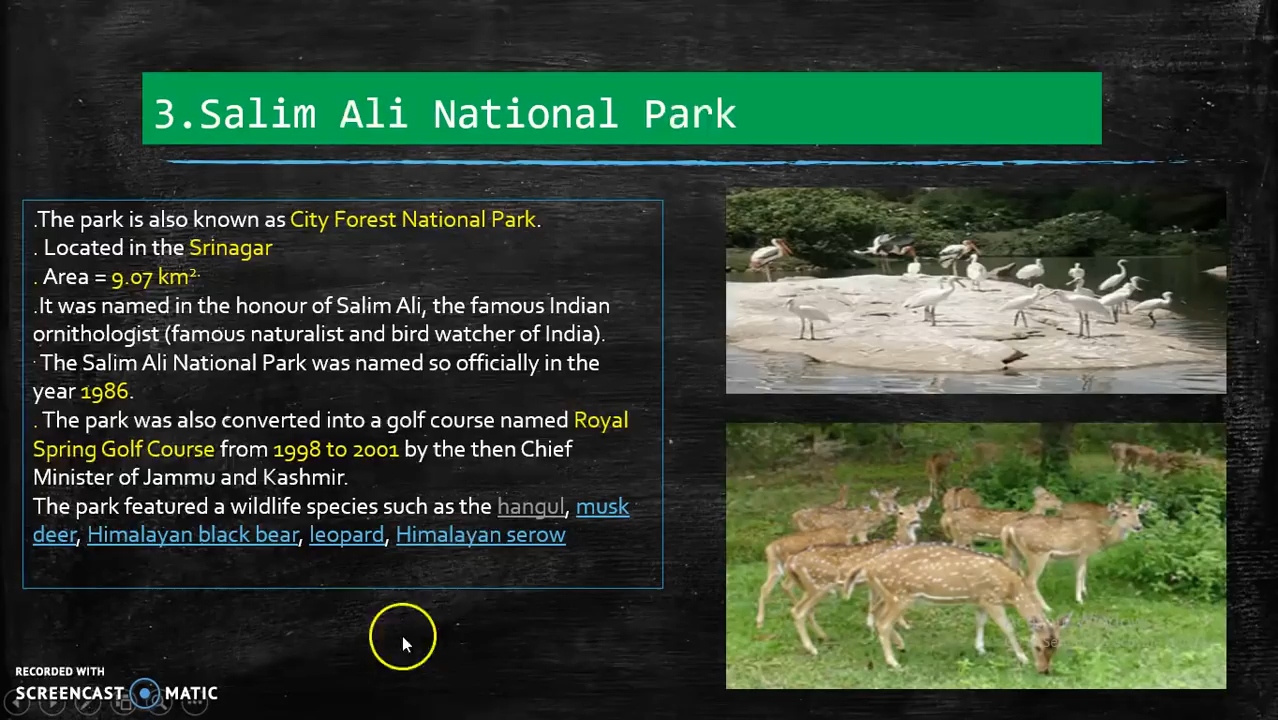 3.Salim Ali National Park
.The park is also known as City Forest National Park.
. Located in the Srinagar
. Area = 9.07 km2.
.It was named in the honour of Salim Ali, the famous Indian
ornithologist (famous naturalist and bird watcher of India).
. The Salim Ali National Park was named so officially in the
year 1986.
. The park was also converted into a golf course named Royal
Spring Golf Course from 1998 to 2001 by the then Chief
Minister of Jammu and Kashmir.
The park featured a wildlife species such as the hangul, musk
deer, Himalayan black bear, leopard, Himalayan serow
RECORDED WITH
SCREENCAST MATIC